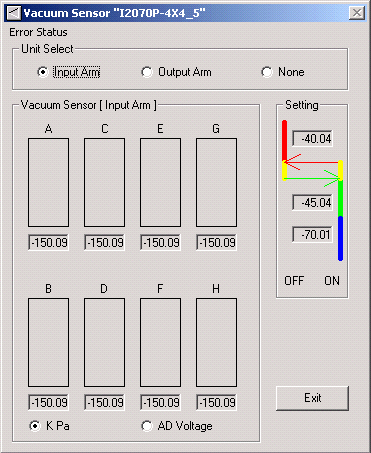 Vacuum Sensor "I2070P-4X4_5"
Error Status
Unit Select
Input Arm Output Arm None
Vacuum Sensor [ Input Arm ] Setting
A C E G
-40.04
-45.04
-150.09 -150.09 -150.09 -150.09 -70.01
OFF ON
B D F H
-150.09 -150.09 -150.09 -150.09 Exit
K Pa AD Voltage